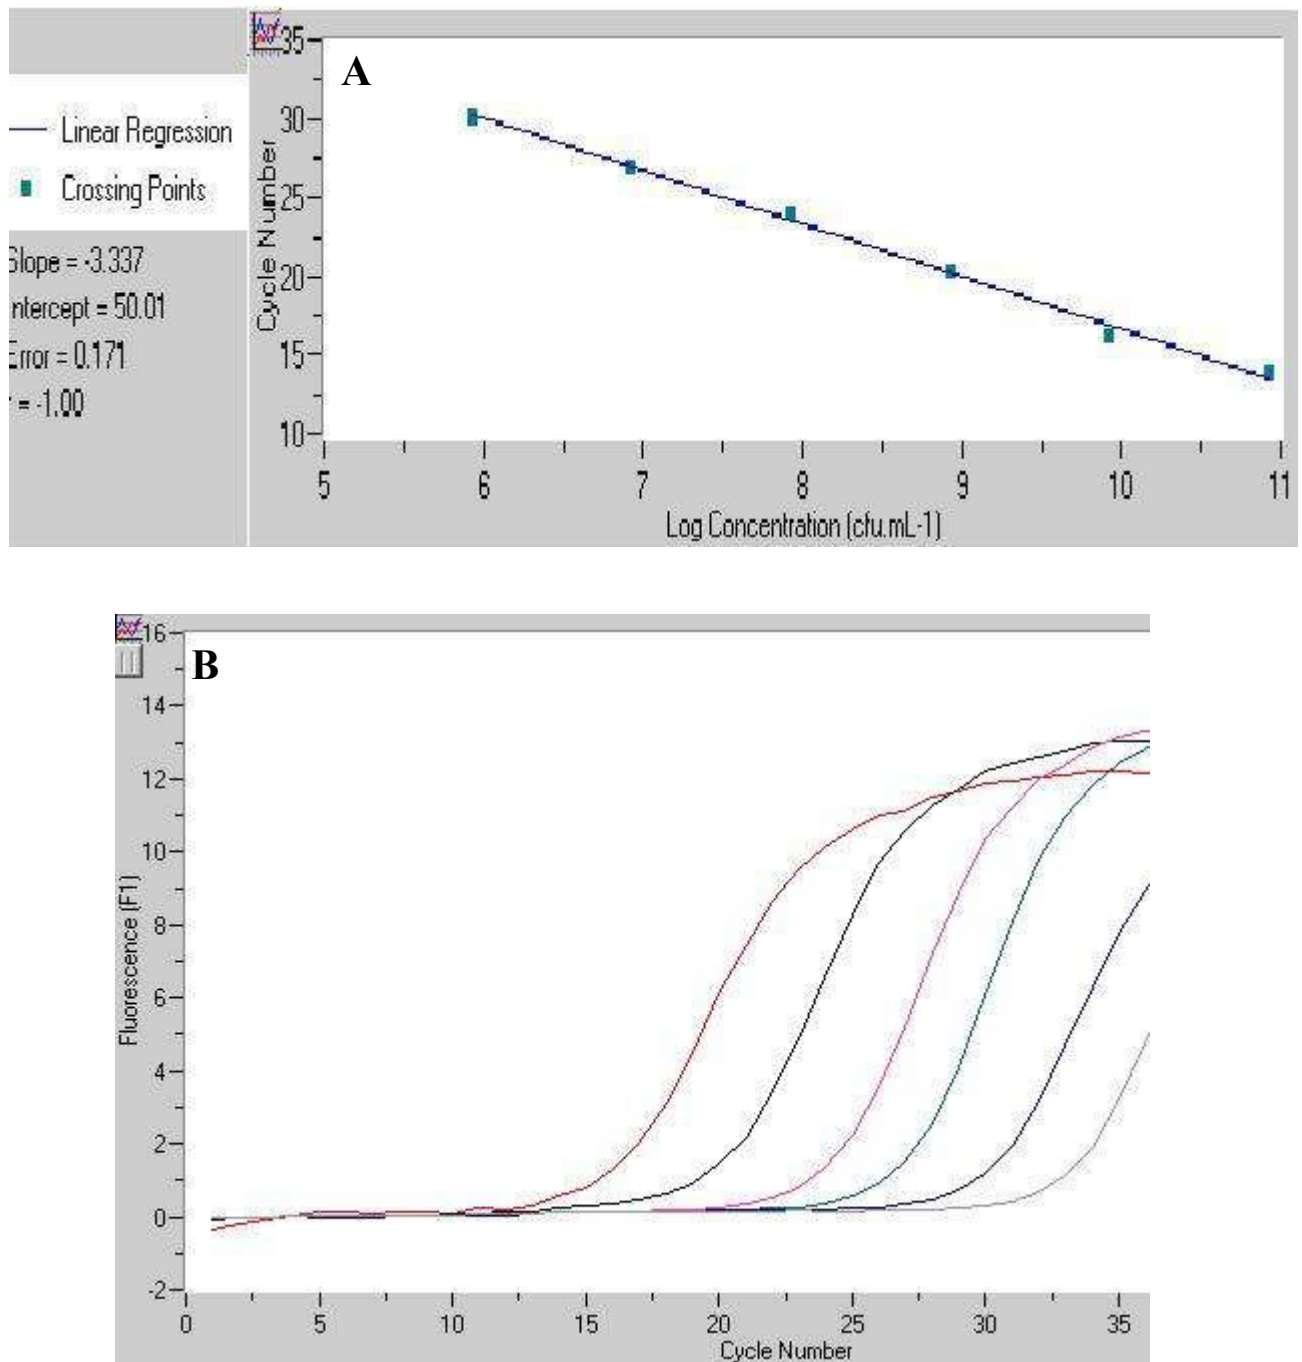 A
35
30
25
20
15
10
Cycle Number
5 6 7 8 9 10 11
Log Concentration (cfu.mL-1)
Linear Regression
Crossing Points
Slope = -3.337
ntercept = 50.01
Error = 0.171
= -1.00
B
16
14
12
10
8
6
4
2
0
-2
Fluorescence (F1)
0 5 10 15 20 25 30 35
Cycle Number